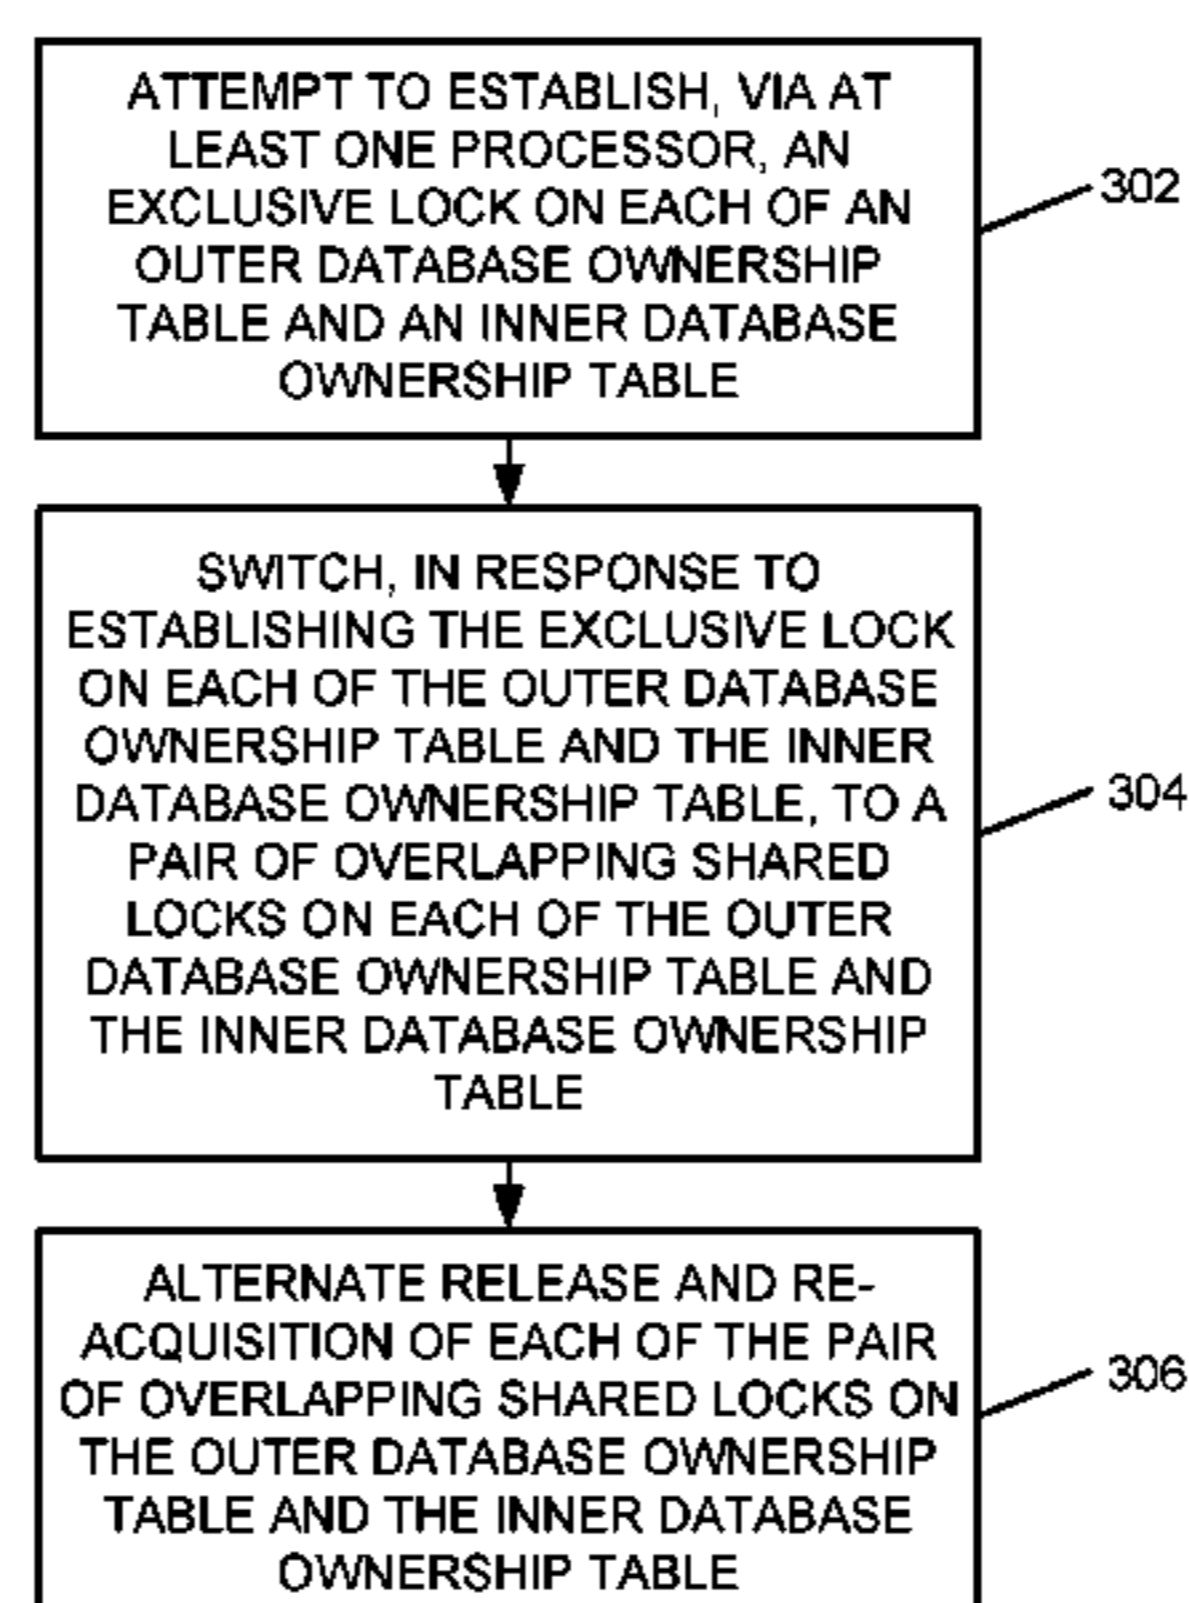 ATTEMPT TO ESTABLISH, VIA AT
LEAST ONE PROCESSOR, AN
EXCLUSIVE LOCK ON EACH OF AN
OUTER DATABASE OWNERSHIP
TABLE AND AN INNER DATABASE
OWNERSHIP TABLE
302
SWITCH, IN RESPONSE TO
ESTABLISHING THE EXCLUSIVE LOCK
ON EACH OF THE OUTER DATABASE
OWNERSHIP TABLE AND THE INNER
DATABASE OWNERSHIP TABLE, TO A
PAIR OF OVERLAPPING SHARED
LOCKS ON EACH OF THE OUTER
DATABASE OWNERSHIP TABLE AND
THE INNER DATABASE OWNERSHIP
TABLE
304
ALTERNATE RELEASE AND RE-
ACQUISITION OF EACH OF THE PAIR
OF OVERLAPPING SHARED LOCKS ON
THE OUTER DATABASE OWNERSHIP
TABLE AND THE INNER DATABASE
OWNERSHIP TABLE
306